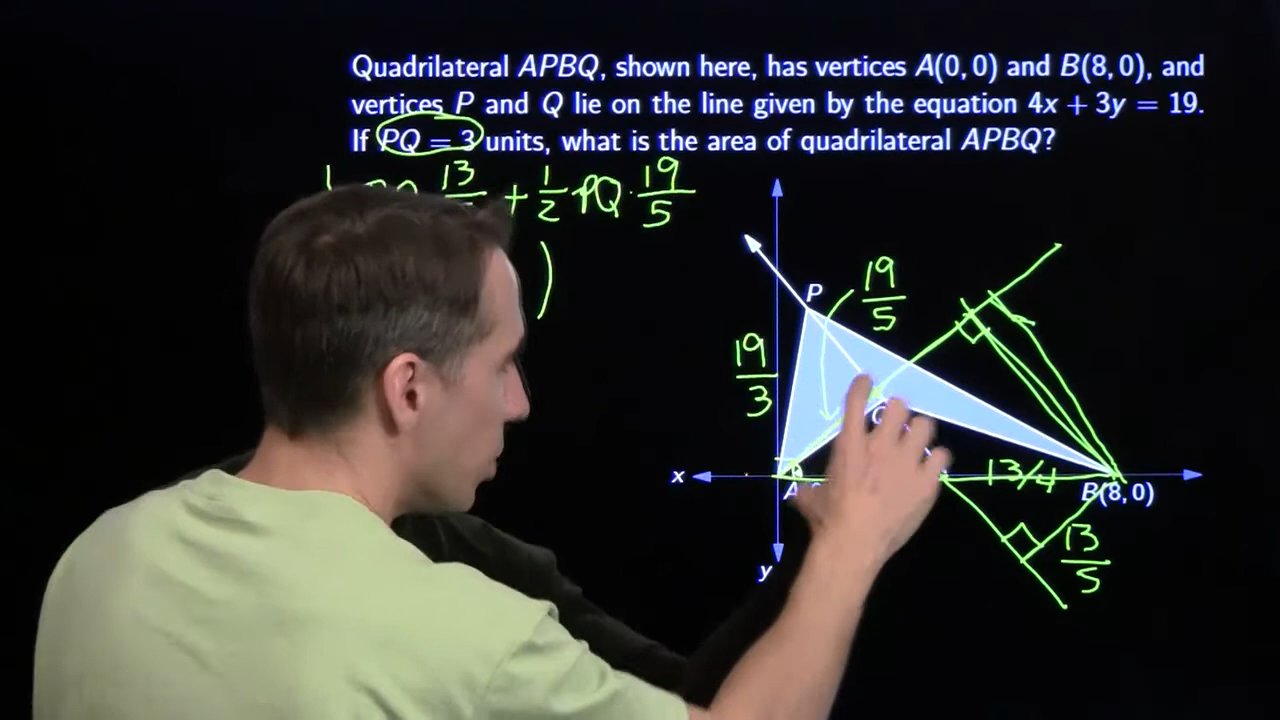 Quadrilateral APBQ, shown here, has vertices A(0, 0) and B(8, 0), and
vertices P and Q lie on the line given by the equation 4x + 3y = 19.
If PQ = 3 units, what is the area of quadrilateral APBQ?
13 + 1/2 PQ · 19/5
)
19/5
P
19/3
Q
x
13/4
A
B(8, 0)
13/5
y